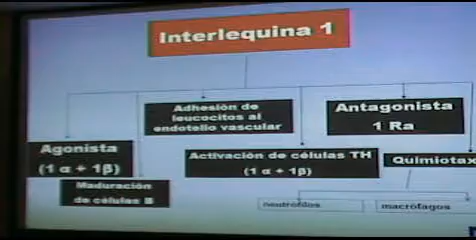 Interlequina 1
Adhesión de
leucocitos al
endotelio vascular
Antagonista
1 Ra
Agonista
(1 α + 1β)
Activación de células TH
(1 α + 1β)
Quimiotax
Maduración
de células B
neutrófilos
macrófagos